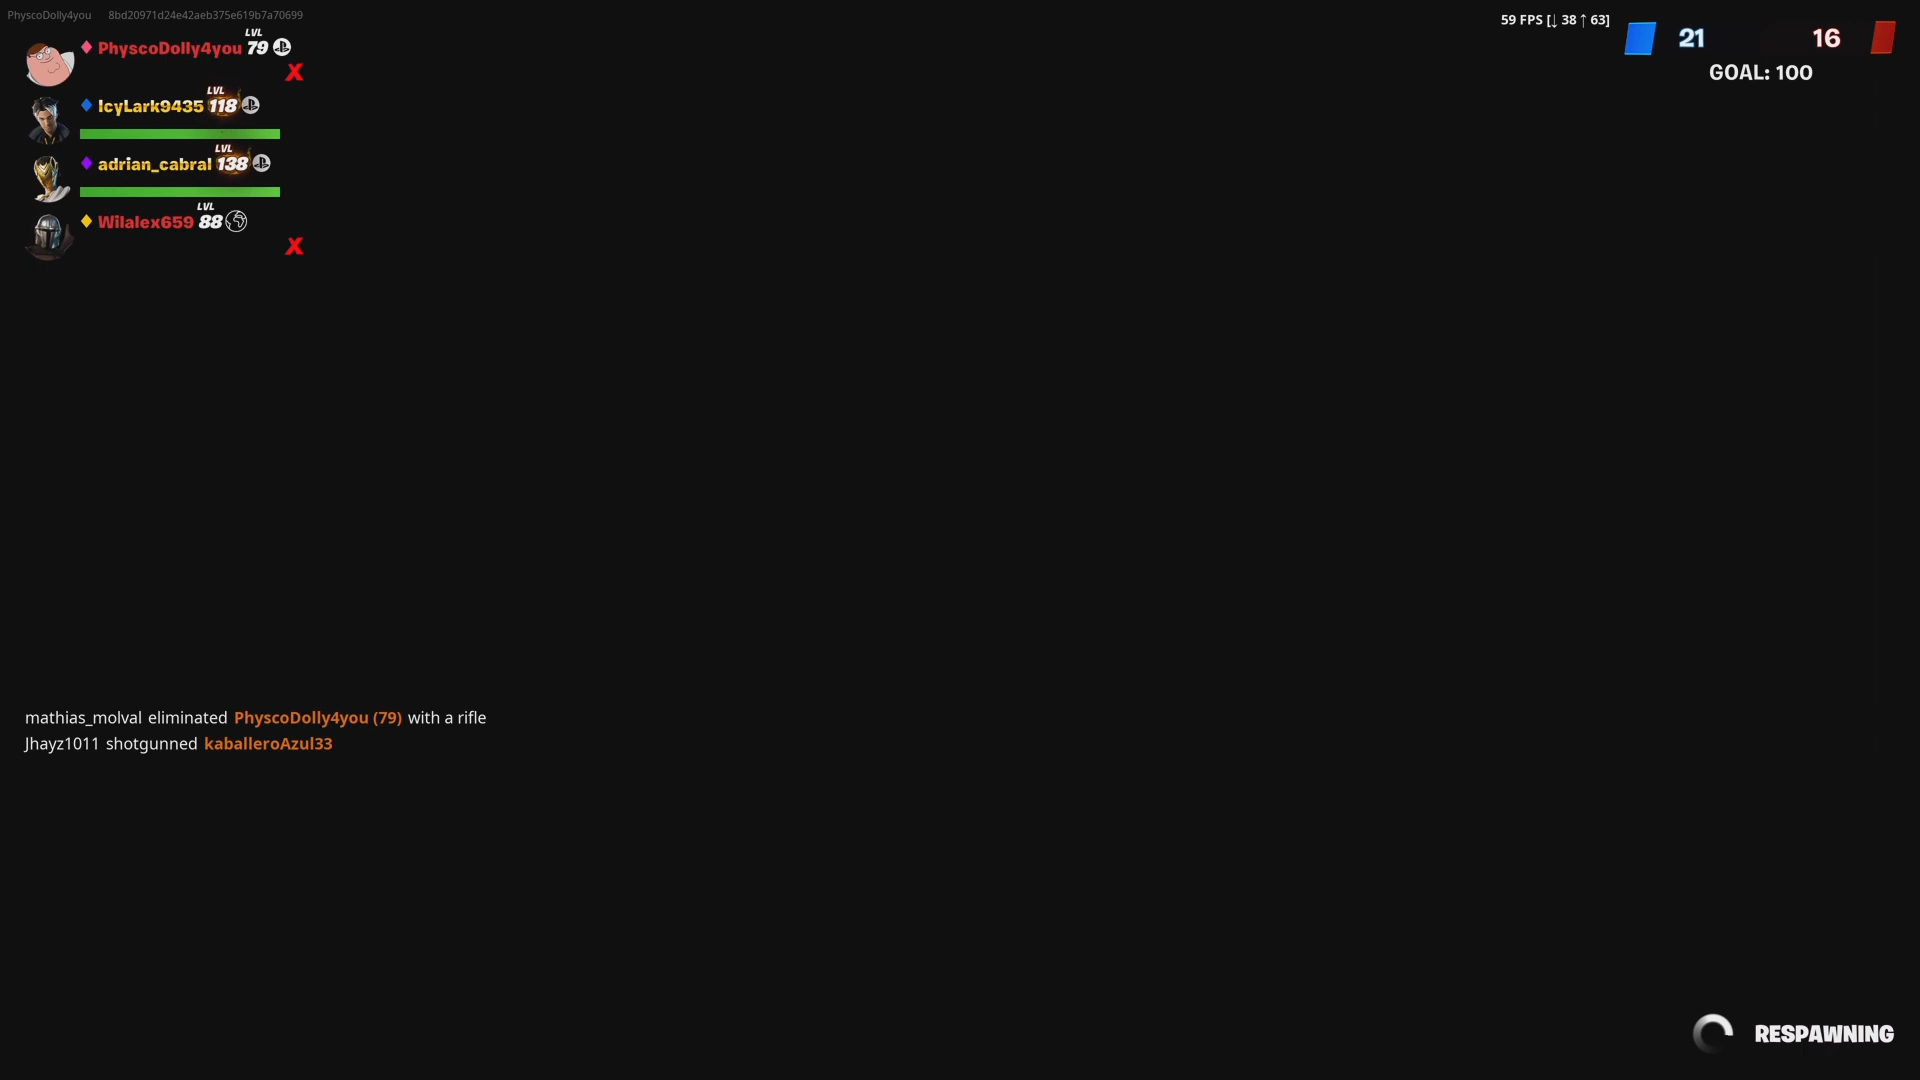 PhyscoDolly4you 8bd20971d24e42aeb375e619b7a70699
59 FPS [↓ 38 ↑ 63]
21 16
GOAL: 100
LVL
PhyscoDolly4you 79
X
LVL
IcyLark9435 118
LVL
adrian_cabral 138
LVL
Wilalex659 88
X
mathias_molval eliminated PhyscoDolly4you (79) with a rifle
Jhayz1011 shotgunned kaballeroAzul33
RESPAWNING